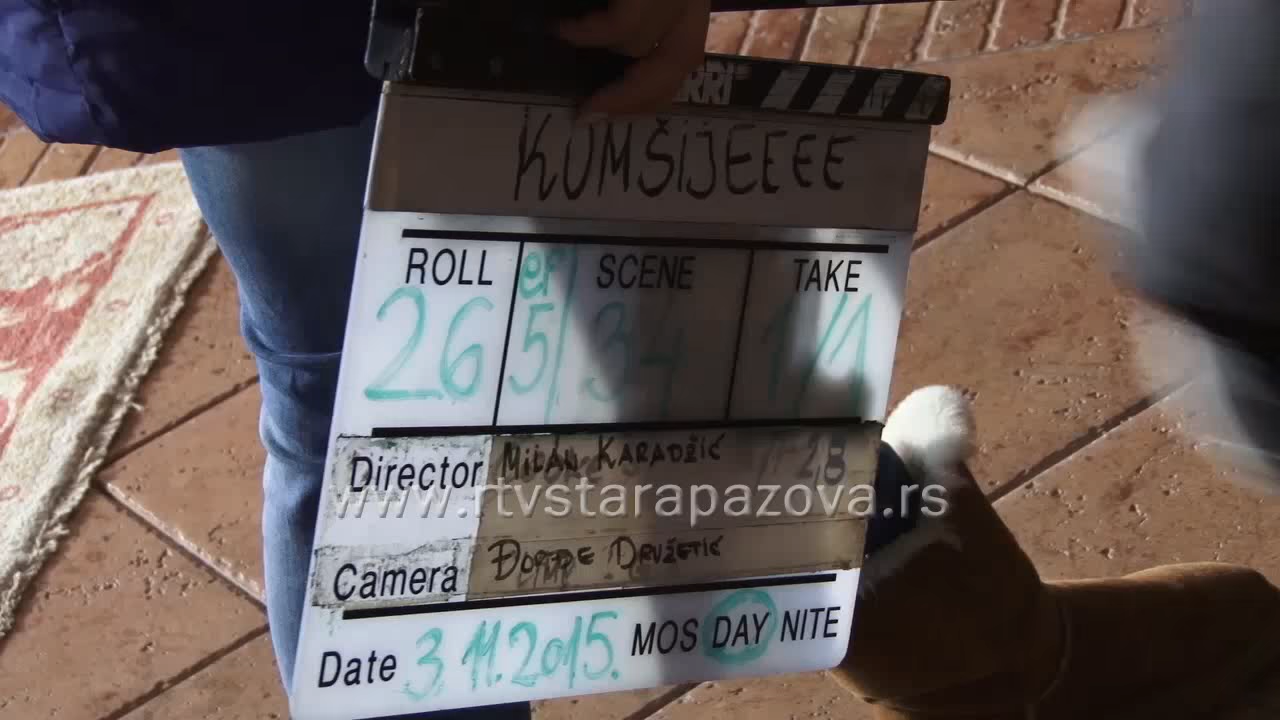 ARRI
KUMŠIJEEEE
ROLL ep SCENE TAKE
26 5 34 1/1
Director MILAN KARADŽIĆ 28
www.rtvstarapazova.rs
Camera ĐORĐE DRUŽETIĆ
Date 3.11.2015. MOS DAY NITE